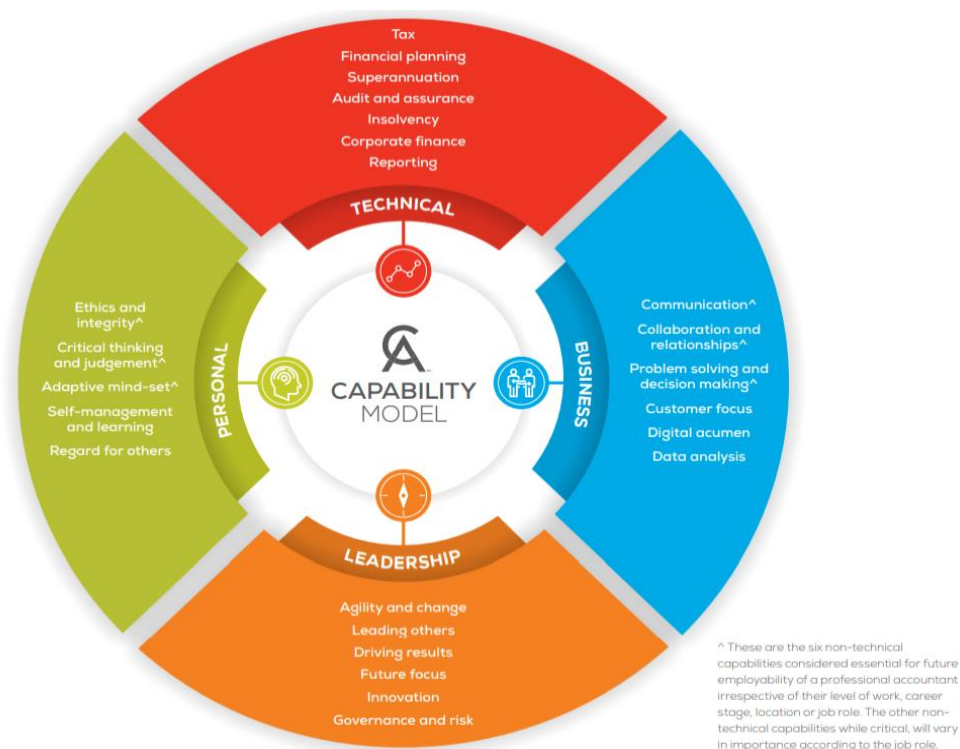 Tax
Financial planning
Superannuation
Audit and assurance
Insolvency
Corporate finance
Reporting
TECHNICAL
Ethics and
integrity^
Critical thinking
and judgement^
Adaptive mind-set^
Self-management
and learning
Regard for others
PERSONAL
CA
CAPABILITY
MODEL
BUSINESS
Communication^
Collaboration and
relationships^
Problem solving and
decision making^
Customer focus
Digital acumen
Data analysis
LEADERSHIP
Agility and change
Leading others
Driving results
Future focus
Innovation
Governance and risk
^ These are the six non-technical
capabilities considered essential for future
employability of a professional accountant
irrespective of their level of work, career
stage, location or job role. The other non-
technical capabilities while critical, will vary
in importance according to the job role.